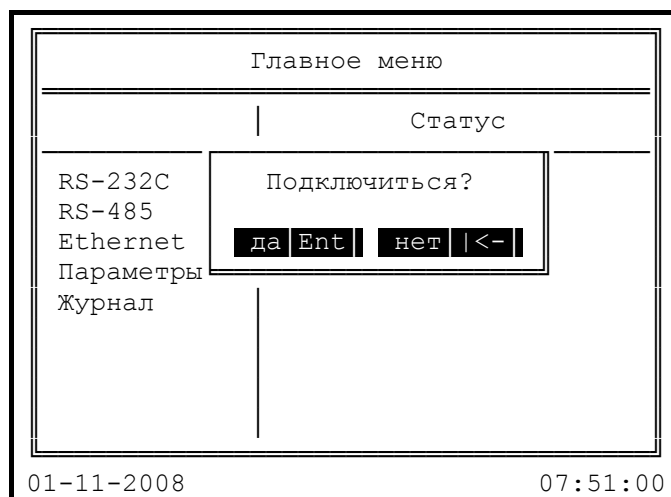 Главное меню
Статус
RS-232C
Подключиться?
RS-485
Ethernet
да Ent нет |<-
Параметры
Журнал
01-11-2008 07:51:00